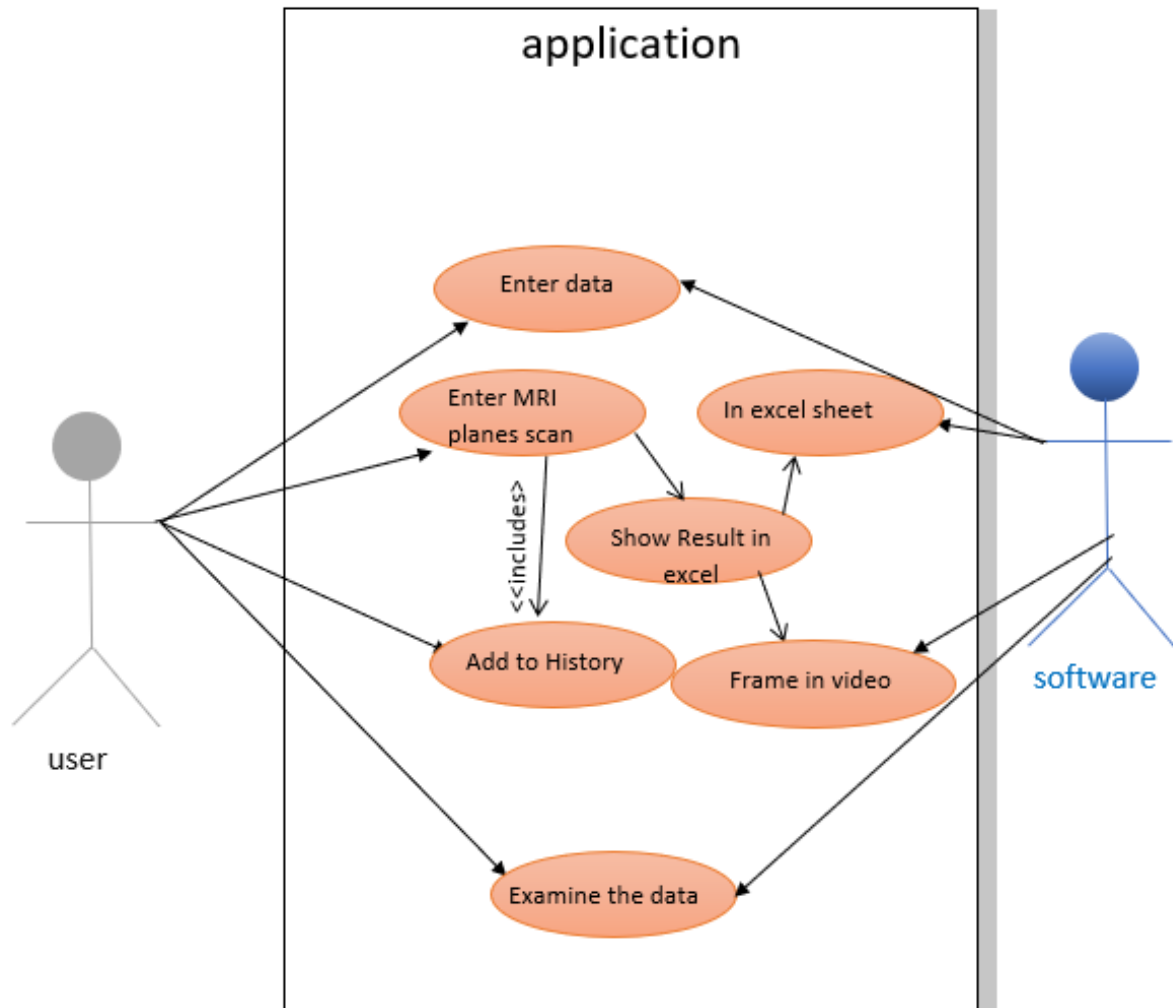 application
Enter data
Enter MRI
planes scan
In excel sheet
<<includes>
Show Result in
excel
Add to History
Frame in video
software
user
Examine the data